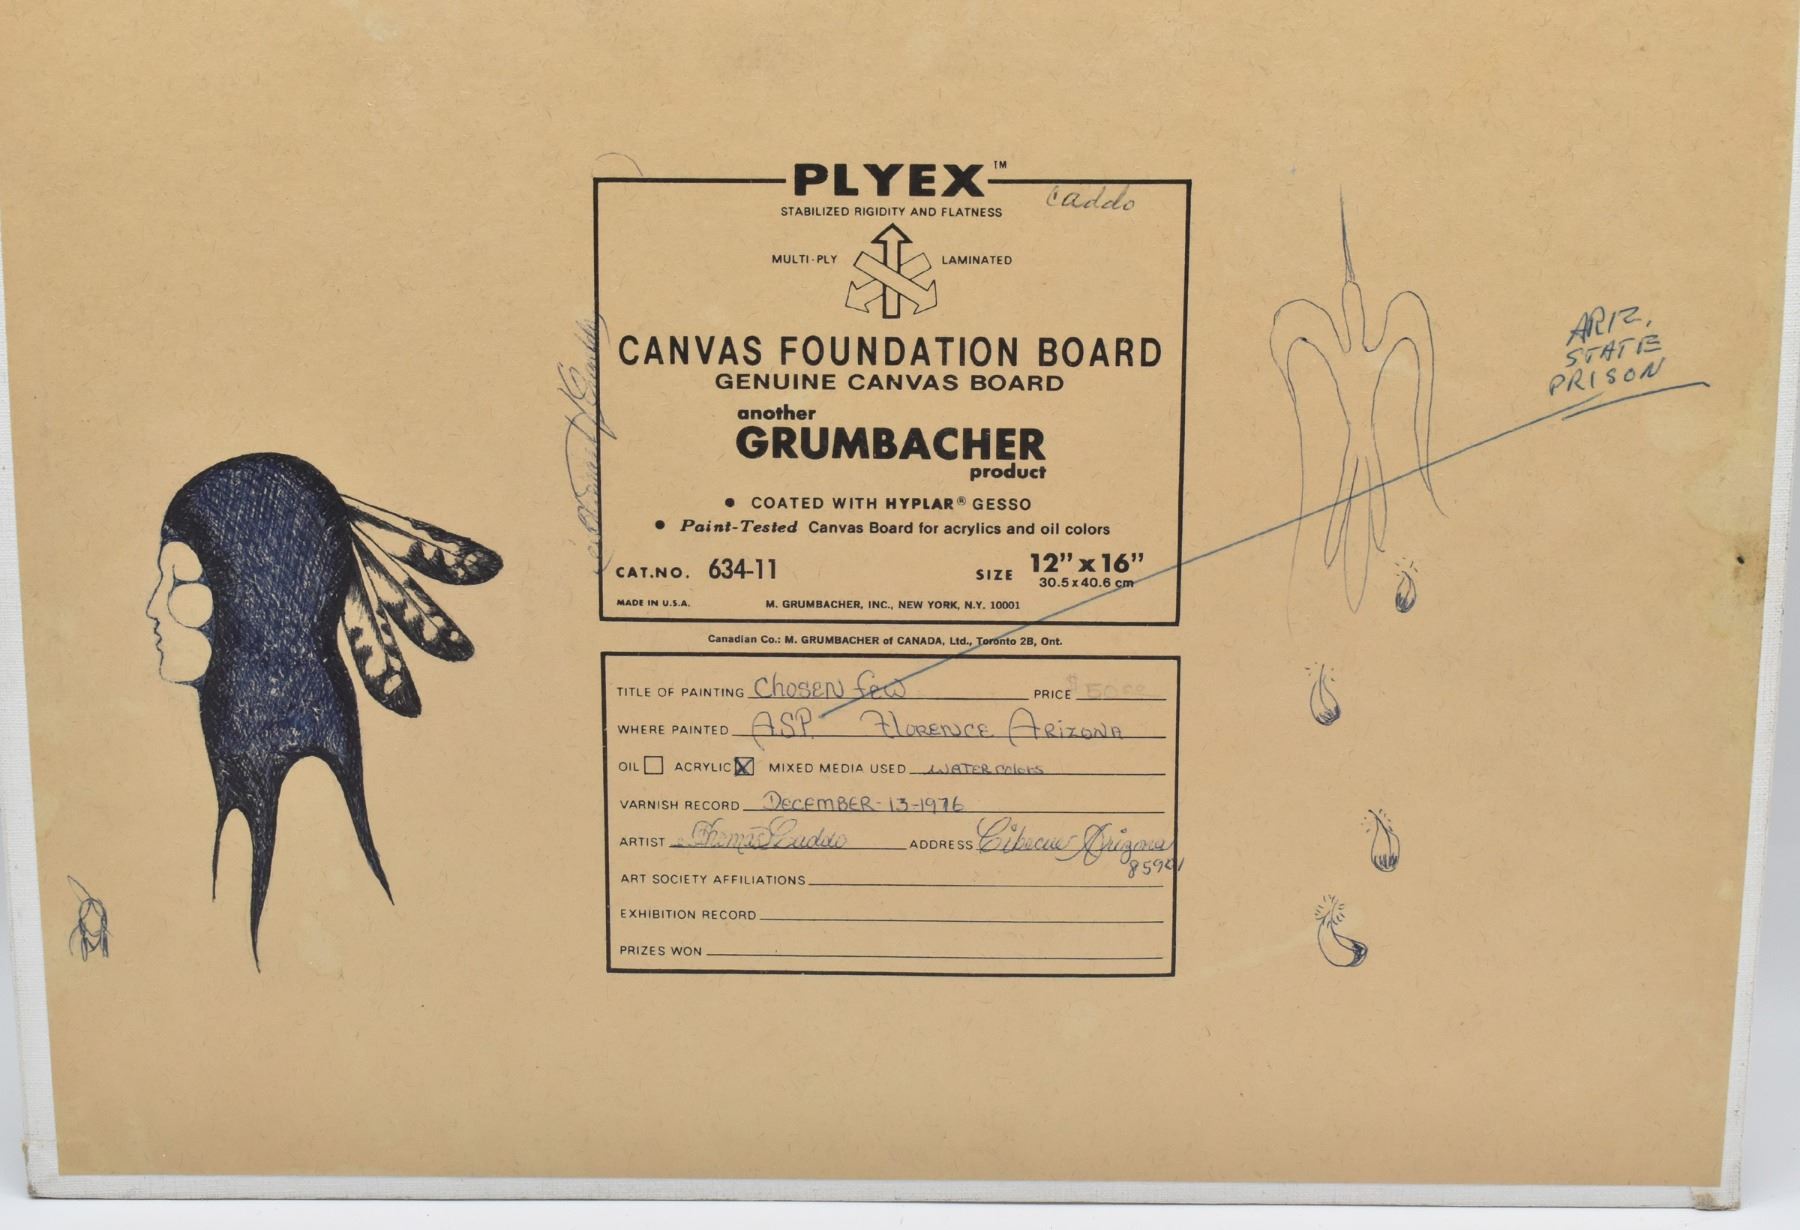 PLYEX™
caddo
STABILIZED RIGIDITY AND FLATNESS
MULTI-PLY LAMINATED
CANVAS FOUNDATION BOARD
GENUINE CANVAS BOARD
another
GRUMBACHER
product
• COATED WITH HYPLAR® GESSO
• Paint-Tested Canvas Board for acrylics and oil colors
CAT.NO. 634-11 SIZE 12" x 16"
30.5 x 40.6 cm
MADE IN U.S.A. M. GRUMBACHER, INC., NEW YORK, N.Y. 10001
Canadian Co.: M. GRUMBACHER of CANADA, Ltd., Toronto 2B, Ont.
TITLE OF PAINTING Chosen few PRICE $50.00
WHERE PAINTED ASP. Florence Arizona
OIL ACRYLIC MIXED MEDIA USED water colors
VARNISH RECORD December-13-1976
ARTIST Thomas Caddo ADDRESS Cibecue Arizona
ART SOCIETY AFFILIATIONS
EXHIBITION RECORD
PRIZES WON
ARIZ.
STATE
PRISON